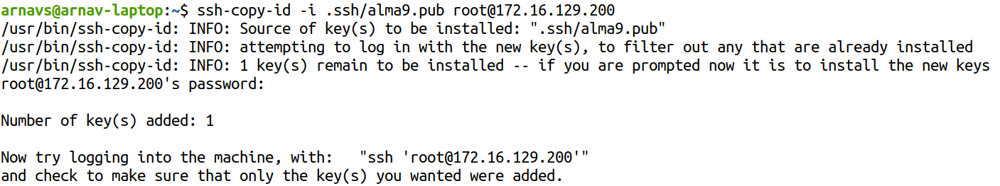 arnavs@arnav-laptop:~$ ssh-copy-id -i .ssh/alma9.pub root@172.16.129.200
/usr/bin/ssh-copy-id: INFO: Source of key(s) to be installed: ".ssh/alma9.pub"
/usr/bin/ssh-copy-id: INFO: attempting to log in with the new key(s), to filter out any that are already installed
/usr/bin/ssh-copy-id: INFO: 1 key(s) remain to be installed -- if you are prompted now it is to install the new keys
root@172.16.129.200's password:
Number of key(s) added: 1
Now try logging into the machine, with:   "ssh 'root@172.16.129.200'"
and check to make sure that only the key(s) you wanted were added.